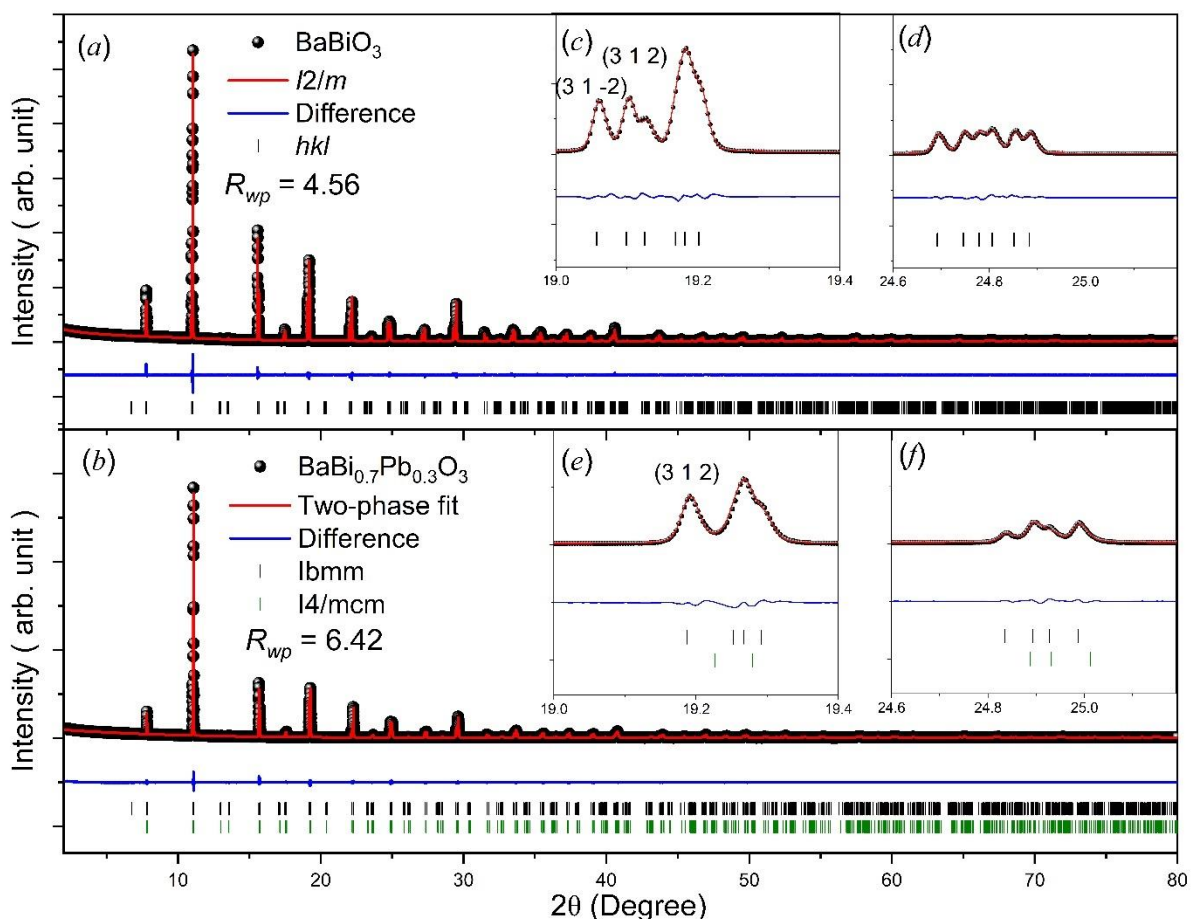 (a)
BaBiO₃
I2/m
Difference
hkl
R_wp = 4.56
Intensity ( arb. unit)
(c)
(3 1 2)
(3 1 -2)
19.0 19.2 19.4
(d)
24.6 24.8 25.0
(b)
BaBi₀.₇Pb₀.₃O₃
Two-phase fit
Difference
Ibmm
I4/mcm
R_wp = 6.42
Intensity ( arb. unit)
(e)
(3 1 2)
19.0 19.2 19.4
(f)
24.6 24.8 25.0
10 20 30 40 50 60 70 80
2θ (Degree)